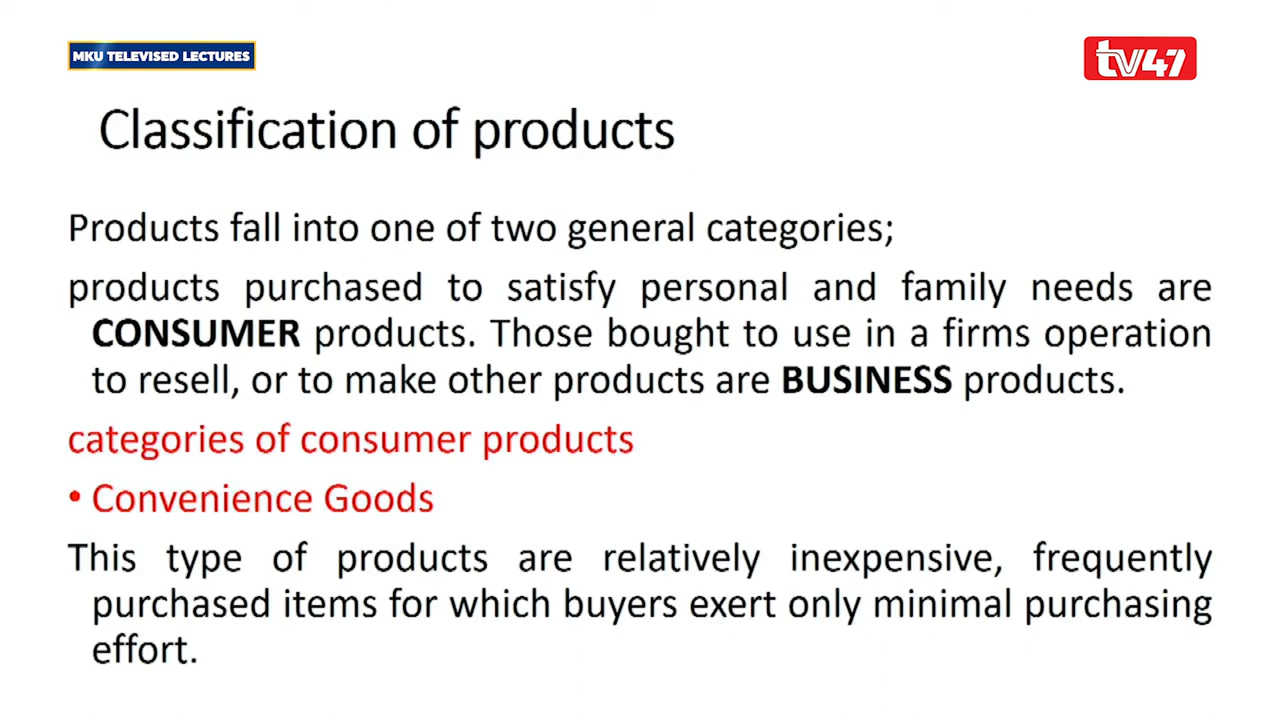 MKU TELEVISED LECTURES
tv47
Classification of products
Products fall into one of two general categories;
products purchased to satisfy personal and family needs are
CONSUMER products. Those bought to use in a firms operation
to resell, or to make other products are BUSINESS products.
categories of consumer products
• Convenience Goods
This type of products are relatively inexpensive, frequently
purchased items for which buyers exert only minimal purchasing
effort.